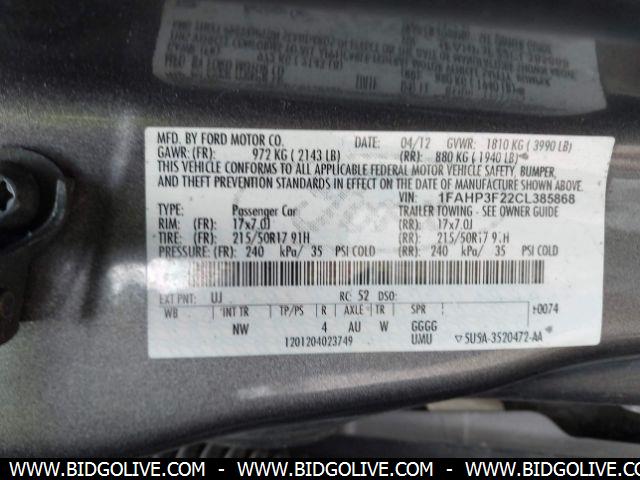 MFD. BY FORD MOTOR CO. DATE: 04/12 GVWR: 1810 KG ( 3990 LB)
GAWR: (FR): 972 KG ( 2143 LB) (RR): 880 KG ( 1940 LB)
THIS VEHICLE CONFORMS TO ALL APPLICABLE FEDERAL MOTOR VEHICLE SAFETY, BUMPER,
AND THEFT PREVENTION STANDARDS IN EFFECT ON THE DATE OF MANUFACTURE SHOWN ABOVE.
VIN: 1FAHP3F22CL385868
TYPE: Passenger Car TRAILER TOWING - SEE OWNER GUIDE
RIM: (FR): 17x7.0J (RR): 17x7.0J
TIRE: (FR): 215/50R17 91H (RR): 215/50R17 91H
PRESSURE: (FR): 240 kPa/ 35 PSI COLD (RR): 240 kPa/ 35 PSI COLD
EXT PNT: UJ RC: 52 DSO:
WB INT TR TP/PS R AXLE TR SPR
NW 4 AU W GGGG
1201204023749 UMU 5U5A-3520472-AA
WWW.BIDGOLIVE.COM - WWW.BIDGOLIVE.COM - WWW.BIDGOLIVE.COM